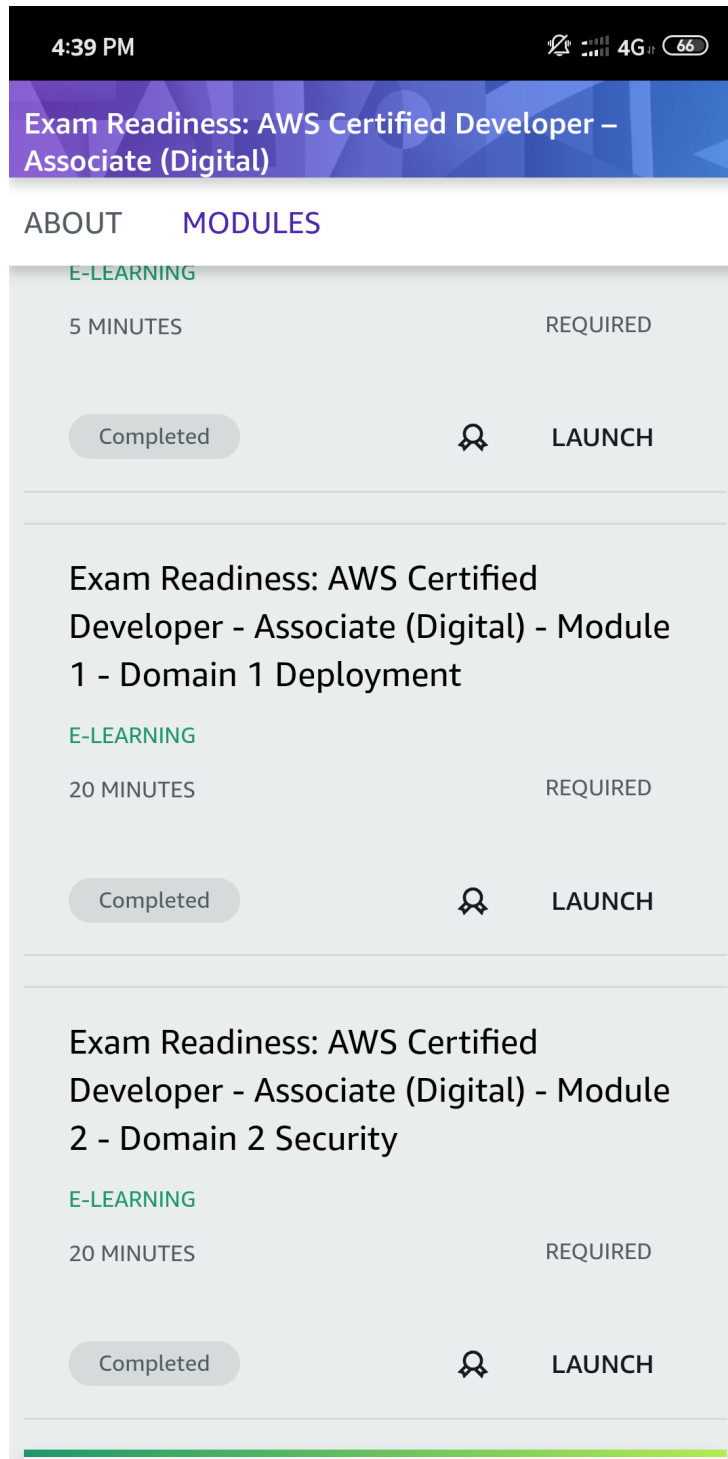 4:39 PM
4G 66
Exam Readiness: AWS Certified Developer –
Associate (Digital)
ABOUT MODULES
E-LEARNING
5 MINUTES REQUIRED
Completed LAUNCH
Exam Readiness: AWS Certified
Developer - Associate (Digital) - Module
1 - Domain 1 Deployment
E-LEARNING
20 MINUTES REQUIRED
Completed LAUNCH
Exam Readiness: AWS Certified
Developer - Associate (Digital) - Module
2 - Domain 2 Security
E-LEARNING
20 MINUTES REQUIRED
Completed LAUNCH